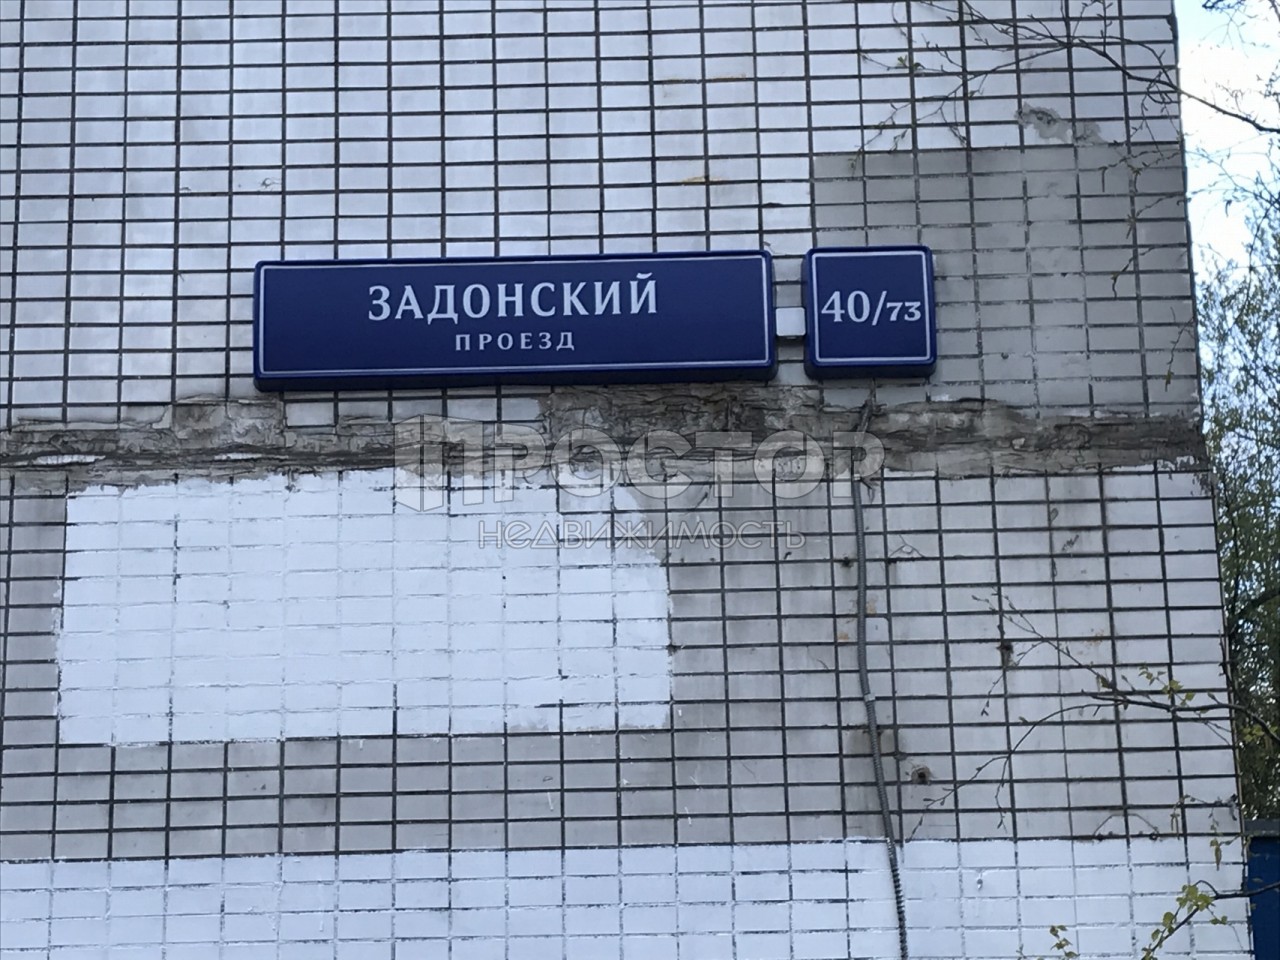 ЗАДОНСКИЙ
ПРОЕЗД
40/73
ПРОСТОР
НЕДВИЖИМОСТЬ